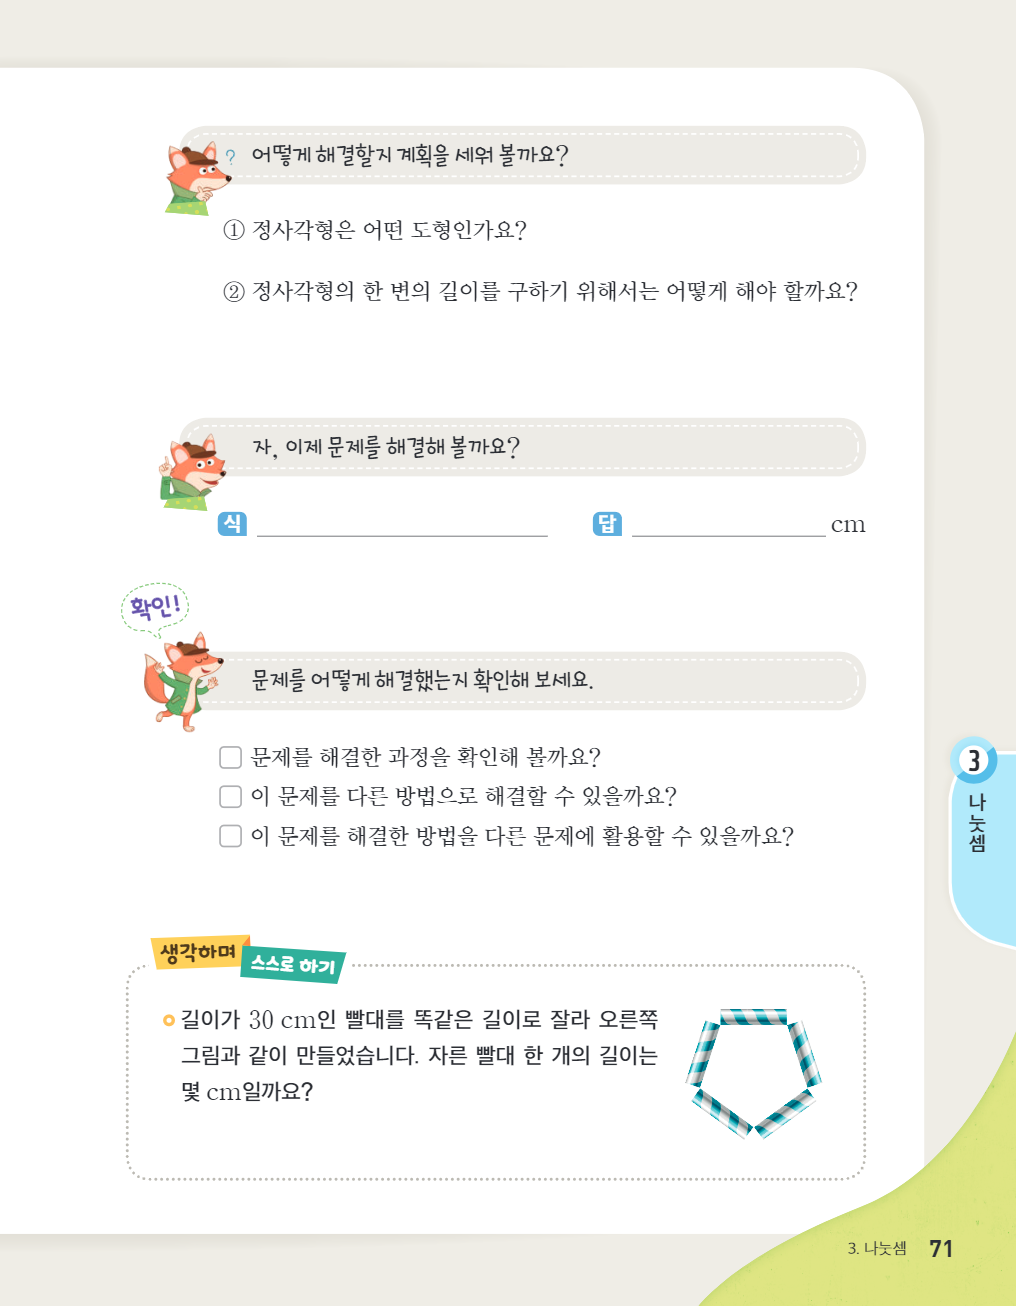 ? 어떻게 해결할지 계획을 세워 볼까요?
① 정사각형은 어떤 도형인가요?
② 정사각형의 한 변의 길이를 구하기 위해서는 어떻게 해야 할까요?
자, 이제 문제를 해결해 볼까요?
식 답 cm
확인!
문제를 어떻게 해결했는지 확인해 보세요.
문제를 해결한 과정을 확인해 볼까요?
이 문제를 다른 방법으로 해결할 수 있을까요?
이 문제를 해결한 방법을 다른 문제에 활용할 수 있을까요?
3
나눗셈
생각하며 스스로 하기
길이가 30 cm인 빨대를 똑같은 길이로 잘라 오른쪽
그림과 같이 만들었습니다. 자른 빨대 한 개의 길이는
몇 cm일까요?
3. 나눗셈 71